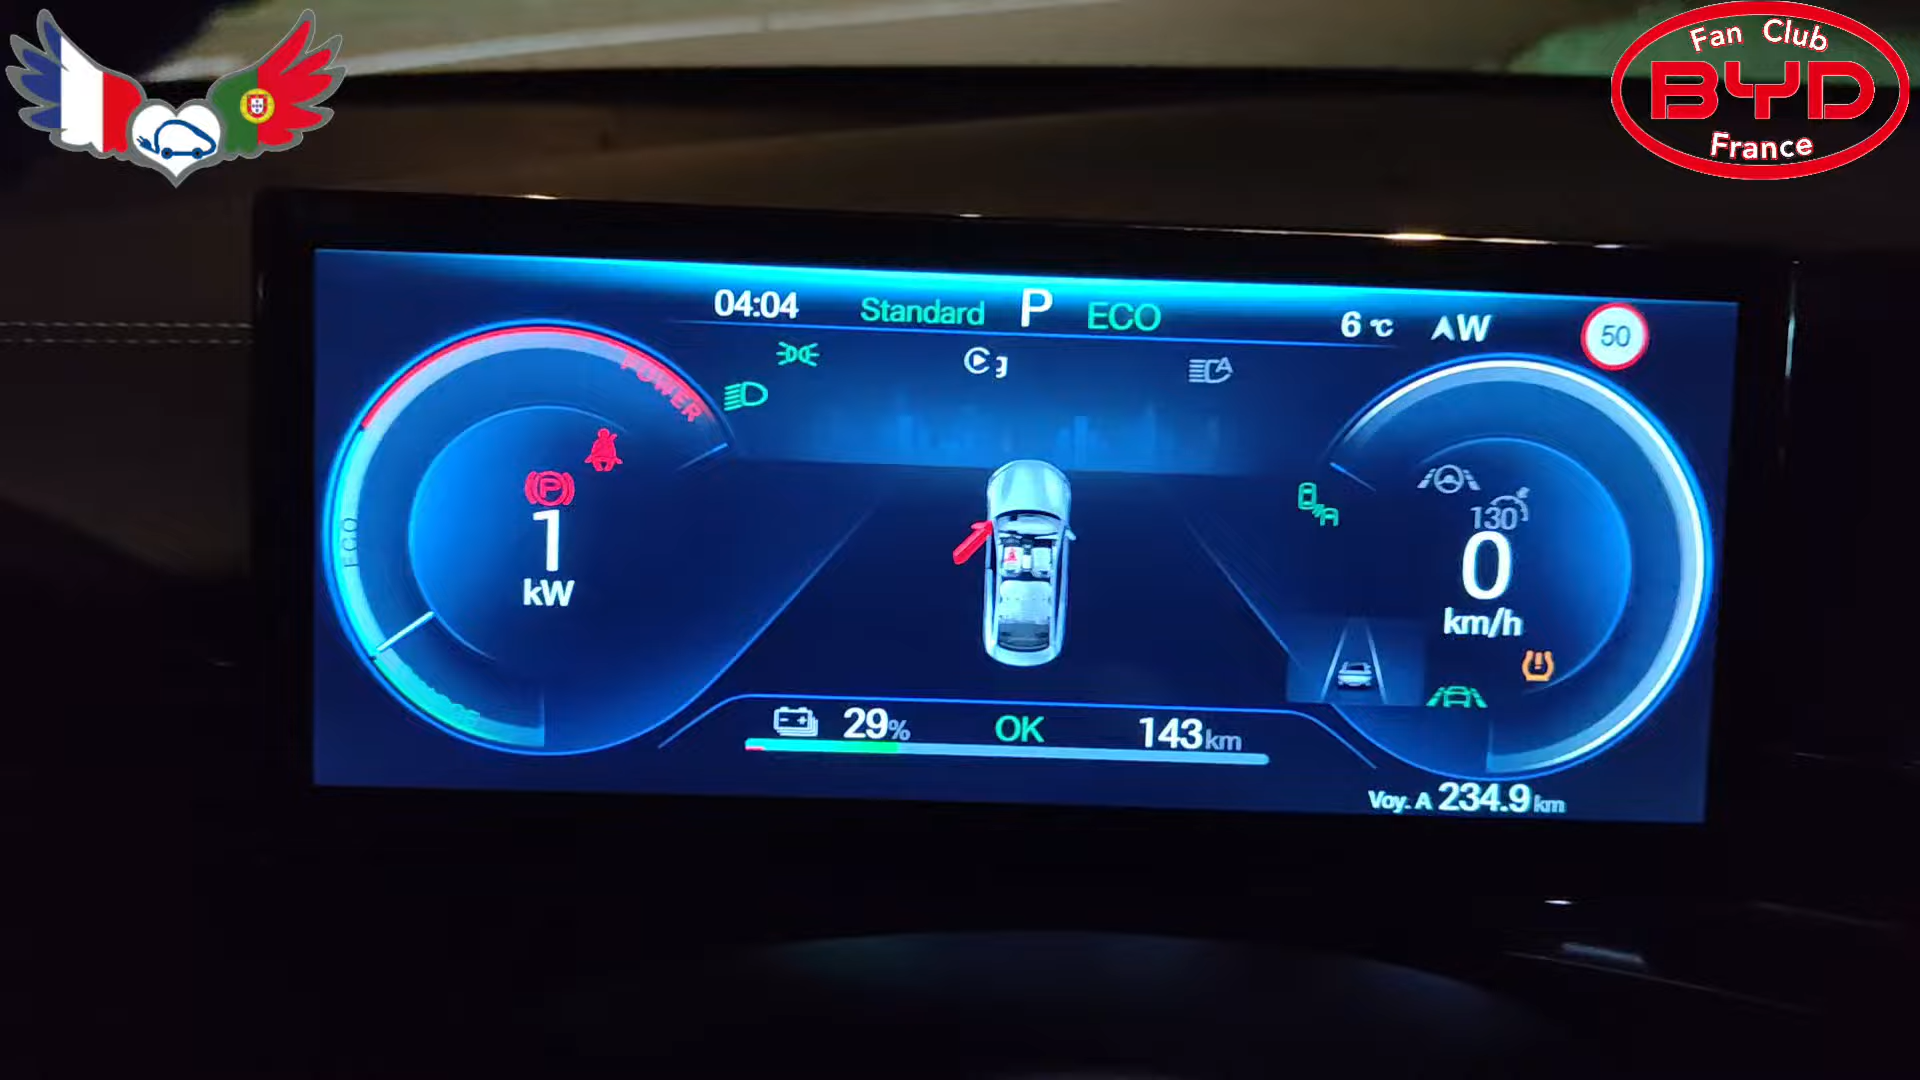 Fan Club
BYD
France
04:04 Standard P ECO 6 °C W 50
POWER
A
P
1
kW
ECO
A
130
0
km/h
29% OK 143km
Voy. A 234.9 km